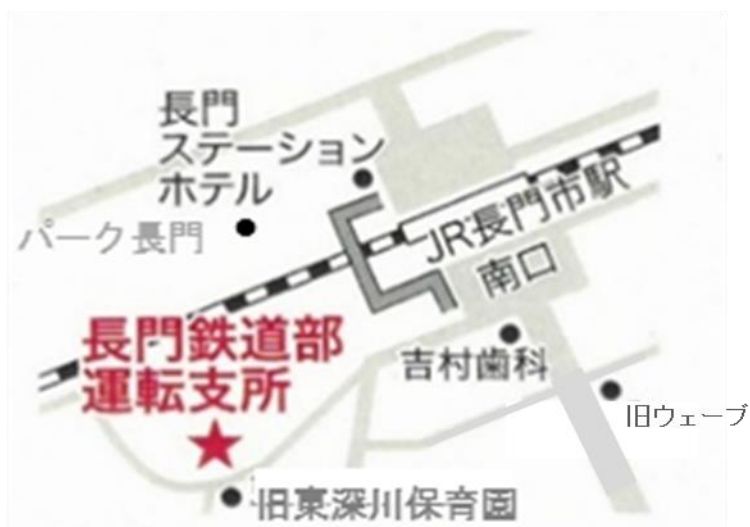 長門
ステーション
ホテル
パーク長門
JR長門市駅
南口
長門鉄道部
運転支所
吉村歯科
旧ウェーブ
旧東深川保育園